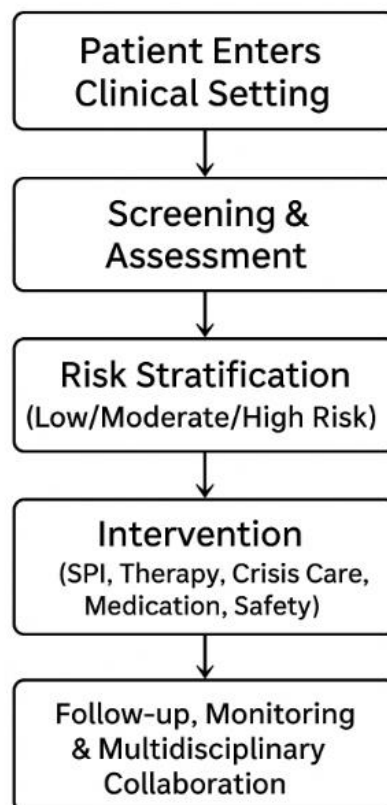 Patient Enters
Clinical Setting
Screening &
Assessment
Risk Stratification
(Low/Moderate/High Risk)
Intervention
(SPI, Therapy, Crisis Care,
Medication, Safety)
Follow-up, Monitoring
& Multidisciplinary
Collaboration